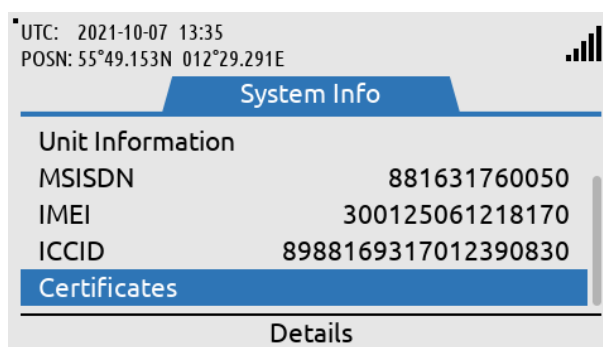 UTC: 2021-10-07 13:35
POSN: 55°49.153N 012°29.291E
System Info
Unit Information
MSISDN 881631760050
IMEI 300125061218170
ICCID 8988169317012390830
Certificates
Details